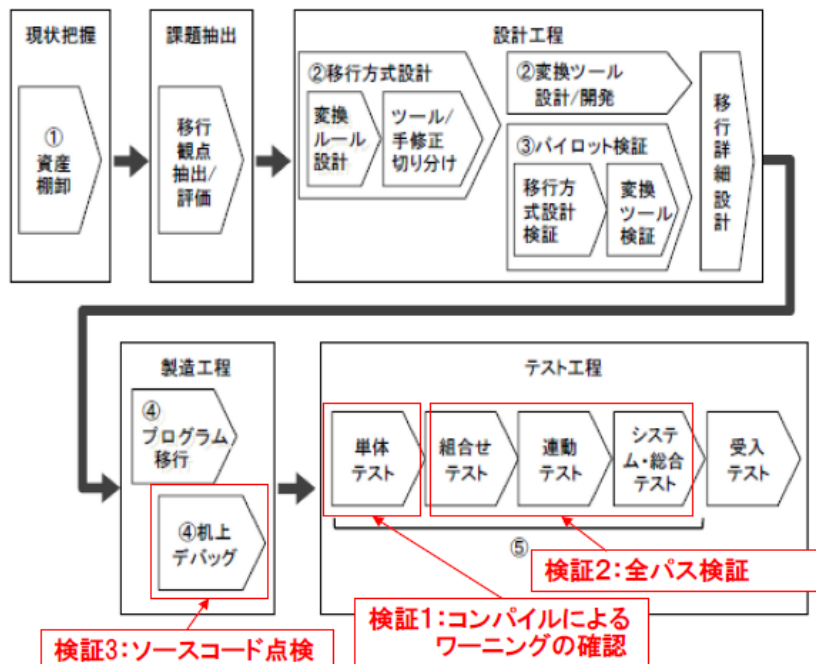 現状把握
①
資産
棚卸
課題抽出
移行
観点
抽出/
評価
設計工程
②移行方式設計
変換
ルール
設計
ツール/
手修正
切り分け
②変換ツール
設計/開発
③パイロット検証
移行方
式設計
検証
変換
ツール
検証
移行詳細設計
製造工程
④
プログラム
移行
④机上
デバッグ
テスト工程
単体
テスト
組合せ
テスト
連動
テスト
システ
ム・総合
テスト
受入
テスト
⑤
検証2:全パス検証
検証1:コンパイルによる
ワーニングの確認
検証3:ソースコード点検